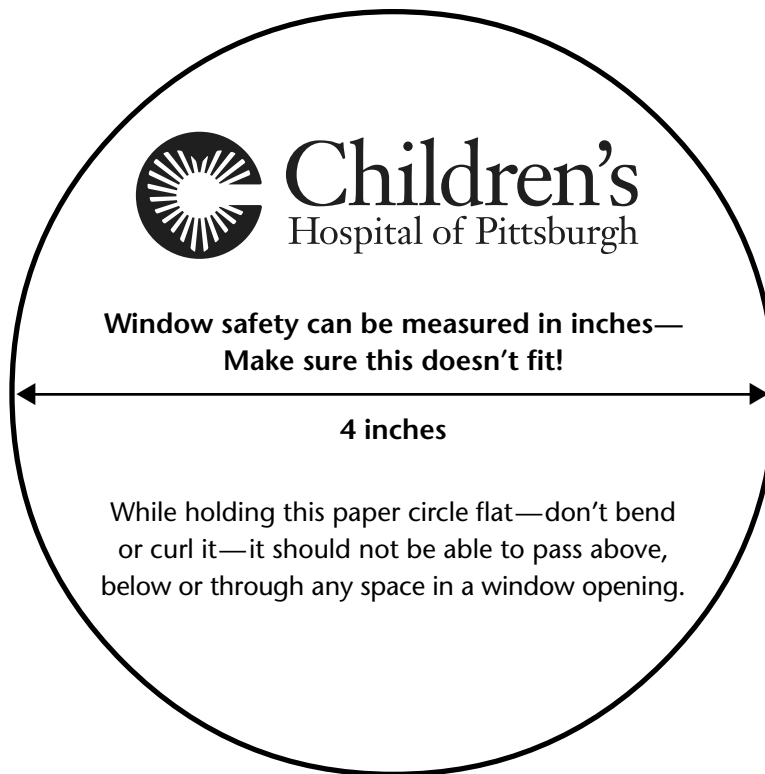 Children’s
Hospital of Pittsburgh
Window safety can be measured in inches—
Make sure this doesn’t fit!
4 inches
While holding this paper circle flat—don’t bend
or curl it—it should not be able to pass above,
below or through any space in a window opening.